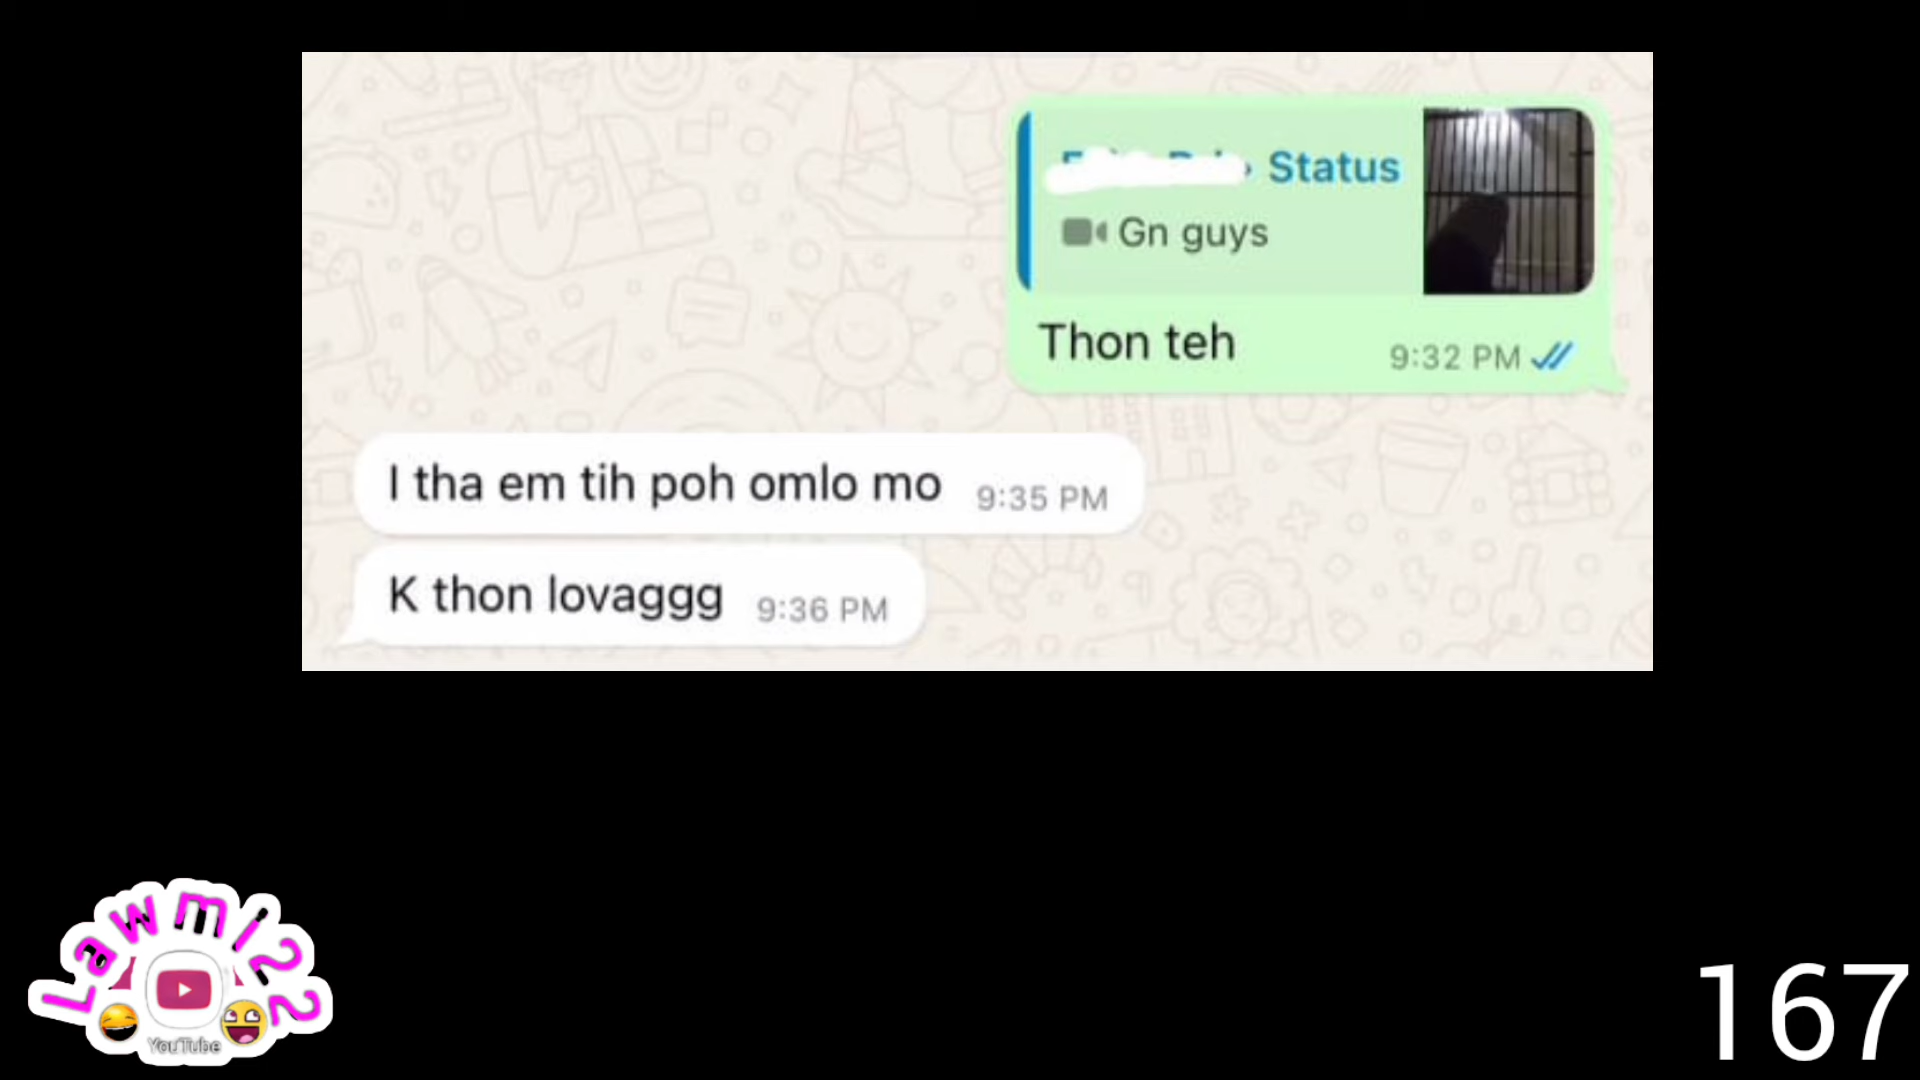 Status
Gn guys
Thon teh
9:32 PM
I tha em tih poh omlo mo 9:35 PM
K thon lovaggg 9:36 PM
Lawmi22
YouTube
167